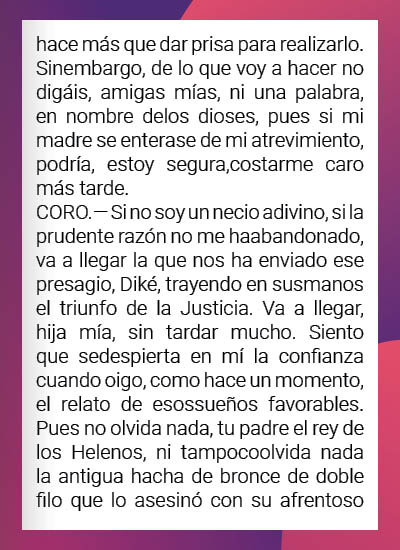 hace más que dar prisa para realizarlo.
Sinembargo, de lo que voy a hacer no
digáis, amigas mías, ni una palabra,
en nombre delos dioses, pues si mi
madre se enterase de mi atrevimiento,
podría, estoy segura,costarme caro
más tarde.
CORO.— Si no soy un necio adivino, si la
prudente razón no me haabandonado,
va a llegar la que nos ha enviado ese
presagio, Diké, trayendo en susmanos
el triunfo de la Justicia. Va a llegar,
hija mía, sin tardar mucho. Siento
que sedespierta en mí la confianza
cuando oigo, como hace un momento,
el relato de esossueños favorables.
Pues no olvida nada, tu padre el rey de
los Helenos, ni tampocoolvida nada
la antigua hacha de bronce de doble
filo que lo asesinó con su afrentoso